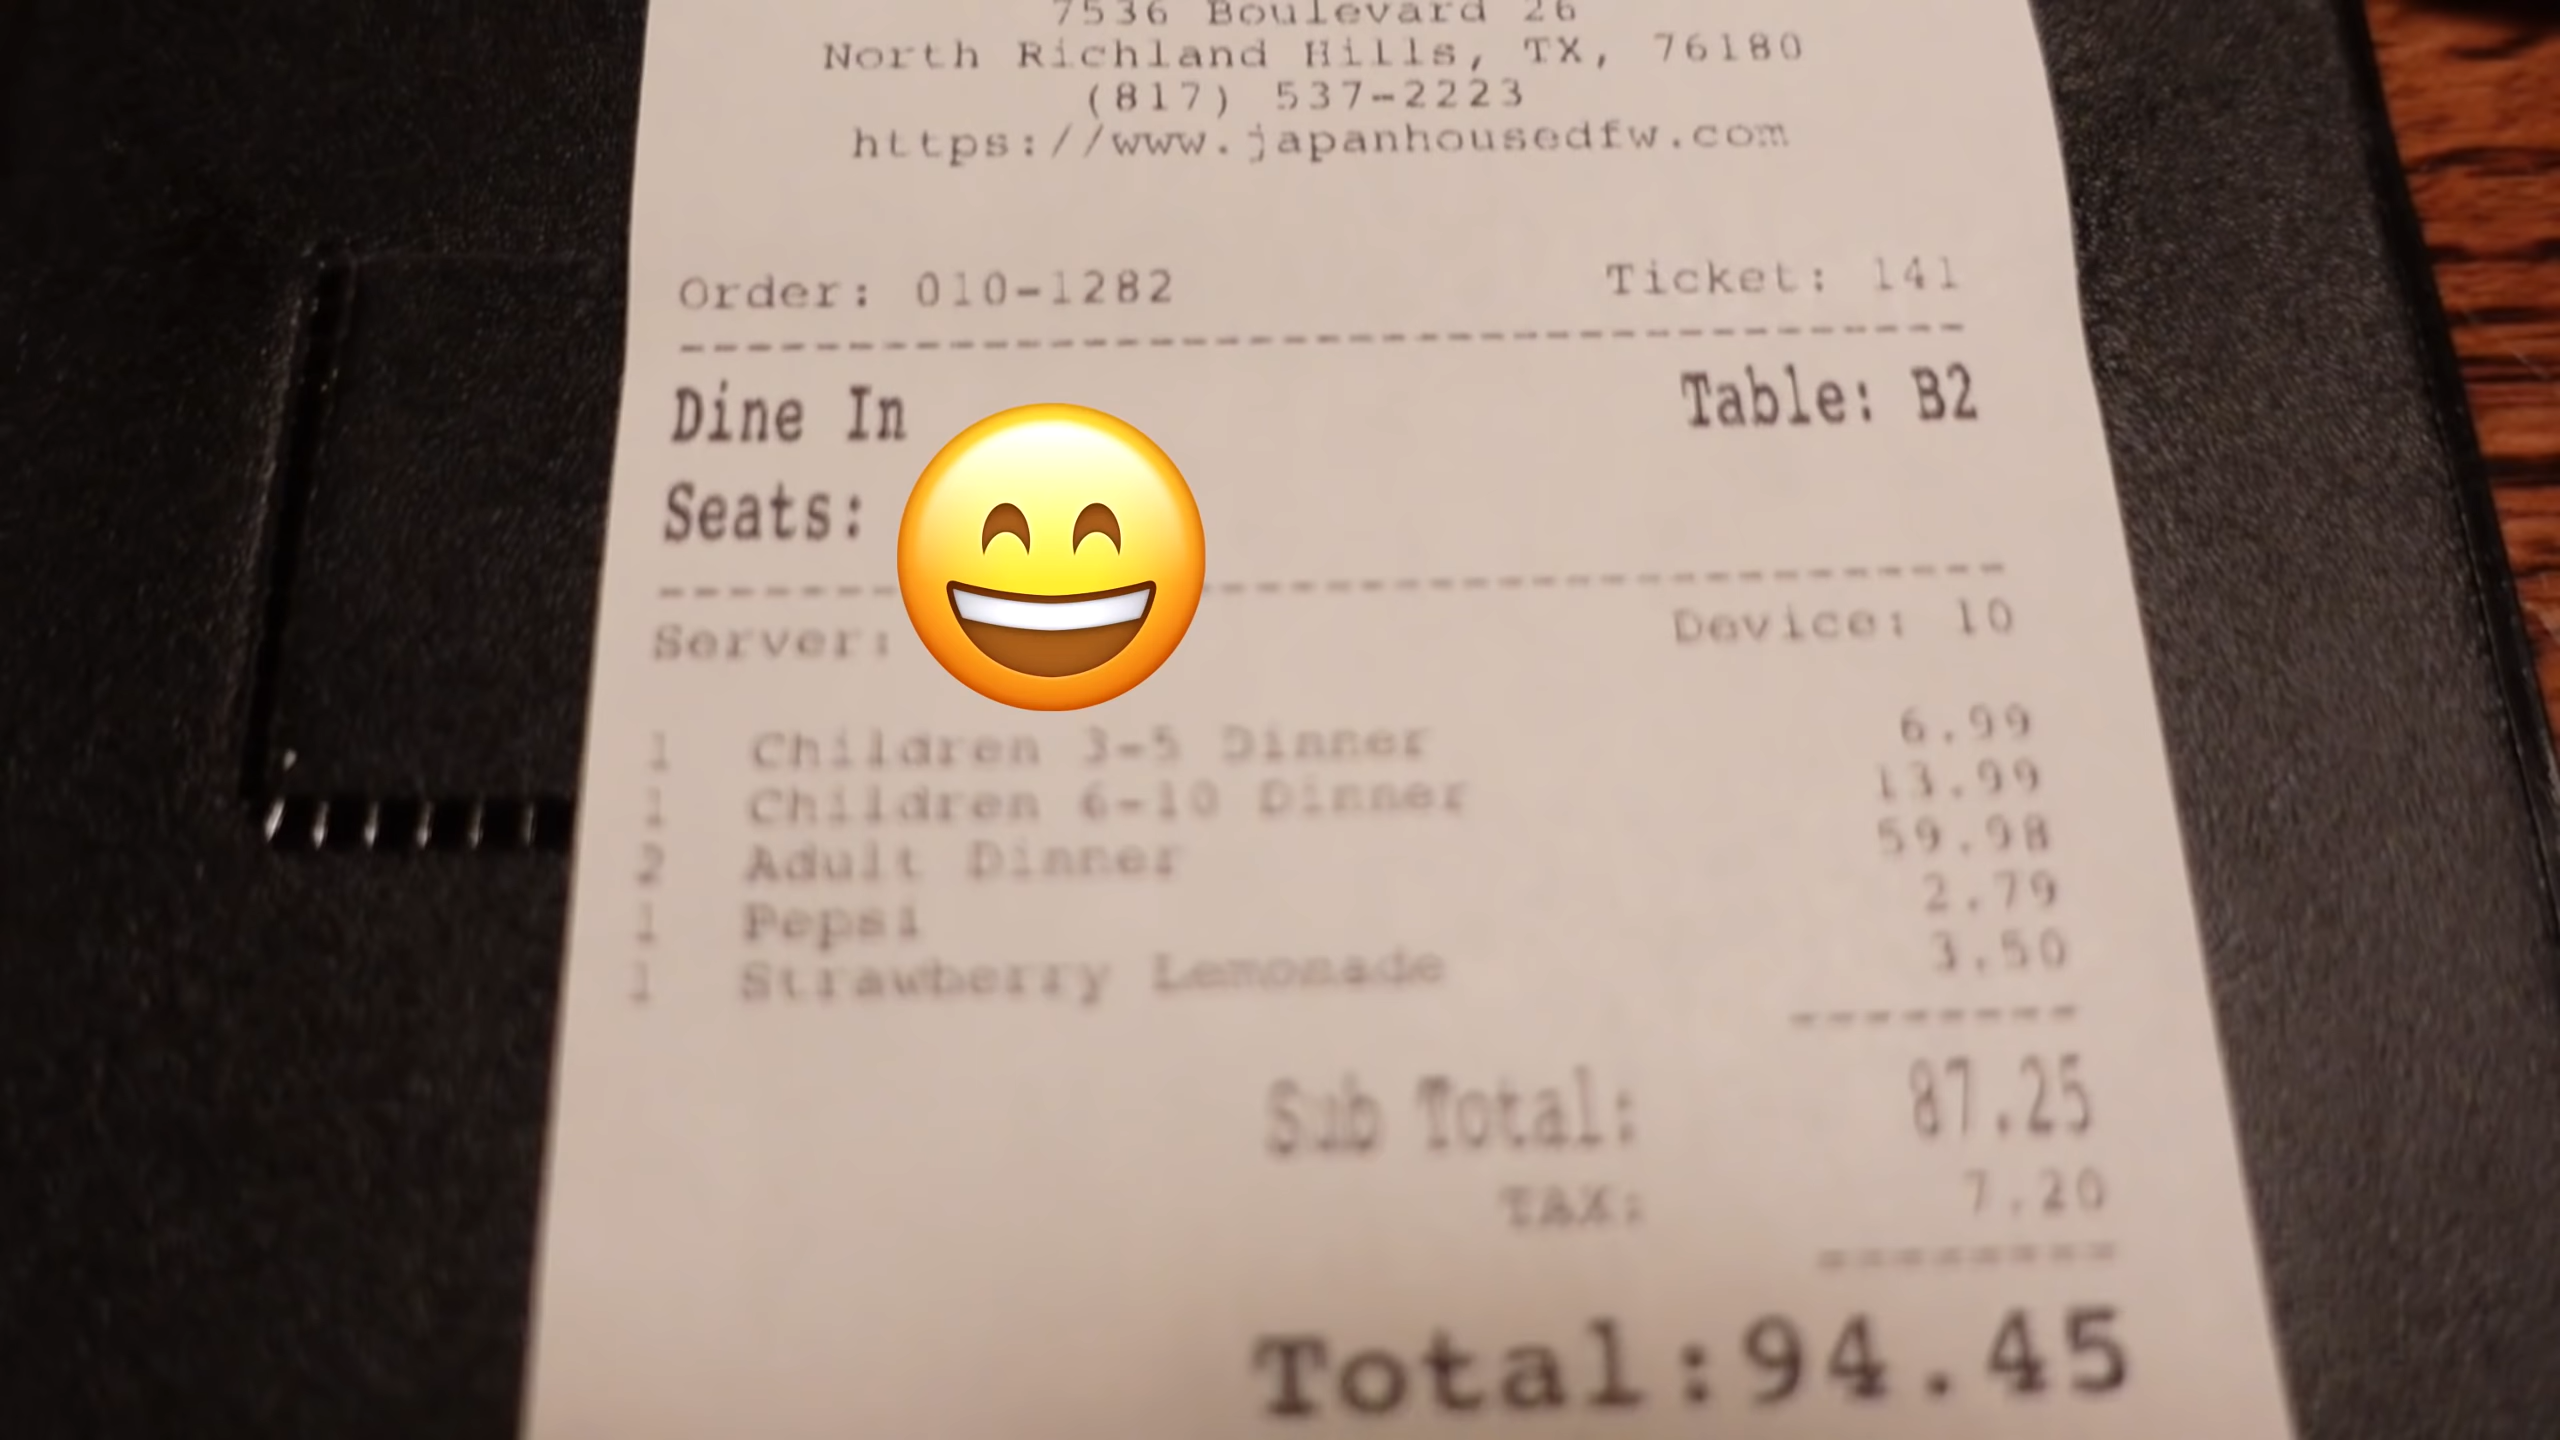 7536 Boulevard 26
North Richland Hills, TX, 76180
(817) 537-2223
https://www.japanhousedfw.com
Order: 010-1282 Ticket: 141
Dine In Table: B2
Seats:
Server: Device: 10
1 Children 3-5 Dinner 6.99
1 Children 6-10 Dinner 13.99
2 Adult Dinner 59.98
1 Pepsi 2.79
1 Strawberry Lemonade 3.50
Sub Total: 87.25
TAX: 7.20
Total:94.45